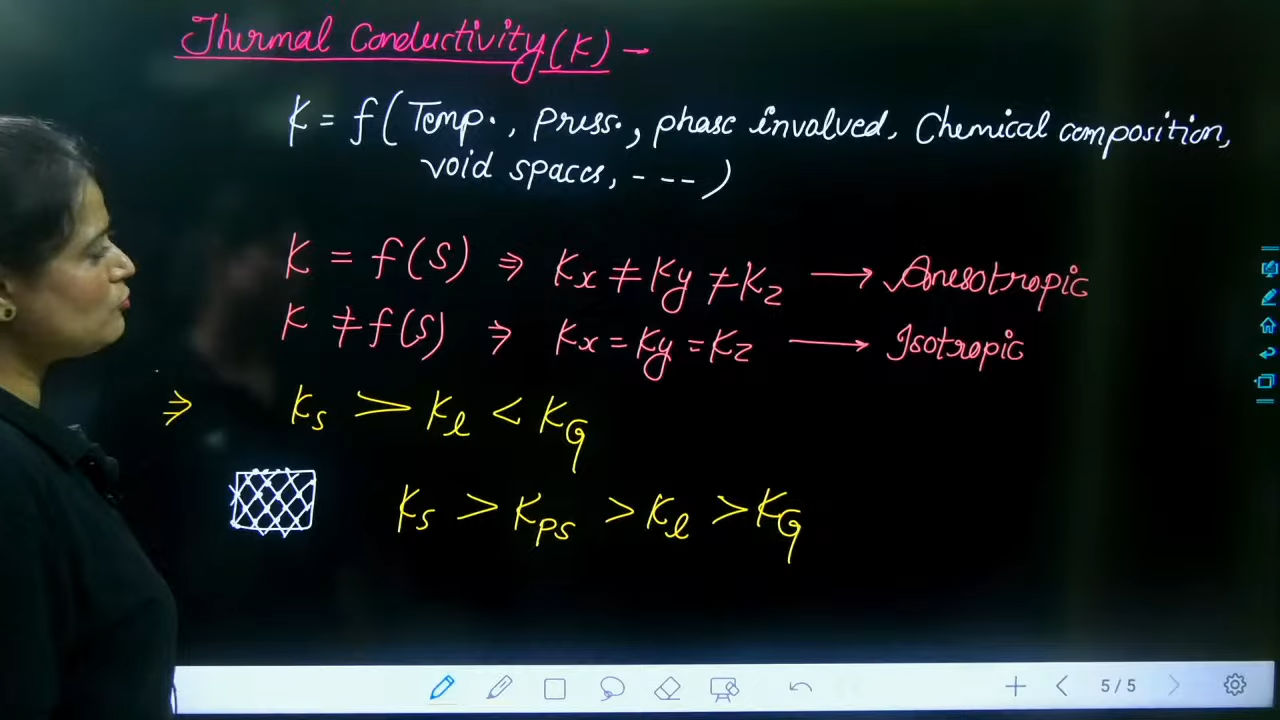 Thermal Conductivity (K) -
K = f( Temp., press., phase involved, Chemical composition,
void spaces, - --- )
K = f(S) ⇒ Kx ≠ Ky ≠ Kz ⟶ Anesotropic
K ≠ f(S) ⇒ Kx = Ky = Kz ⟶ Isotropic
⇒ Ks > Kl < KG
Ks > Kps > Kl > KG
5/5